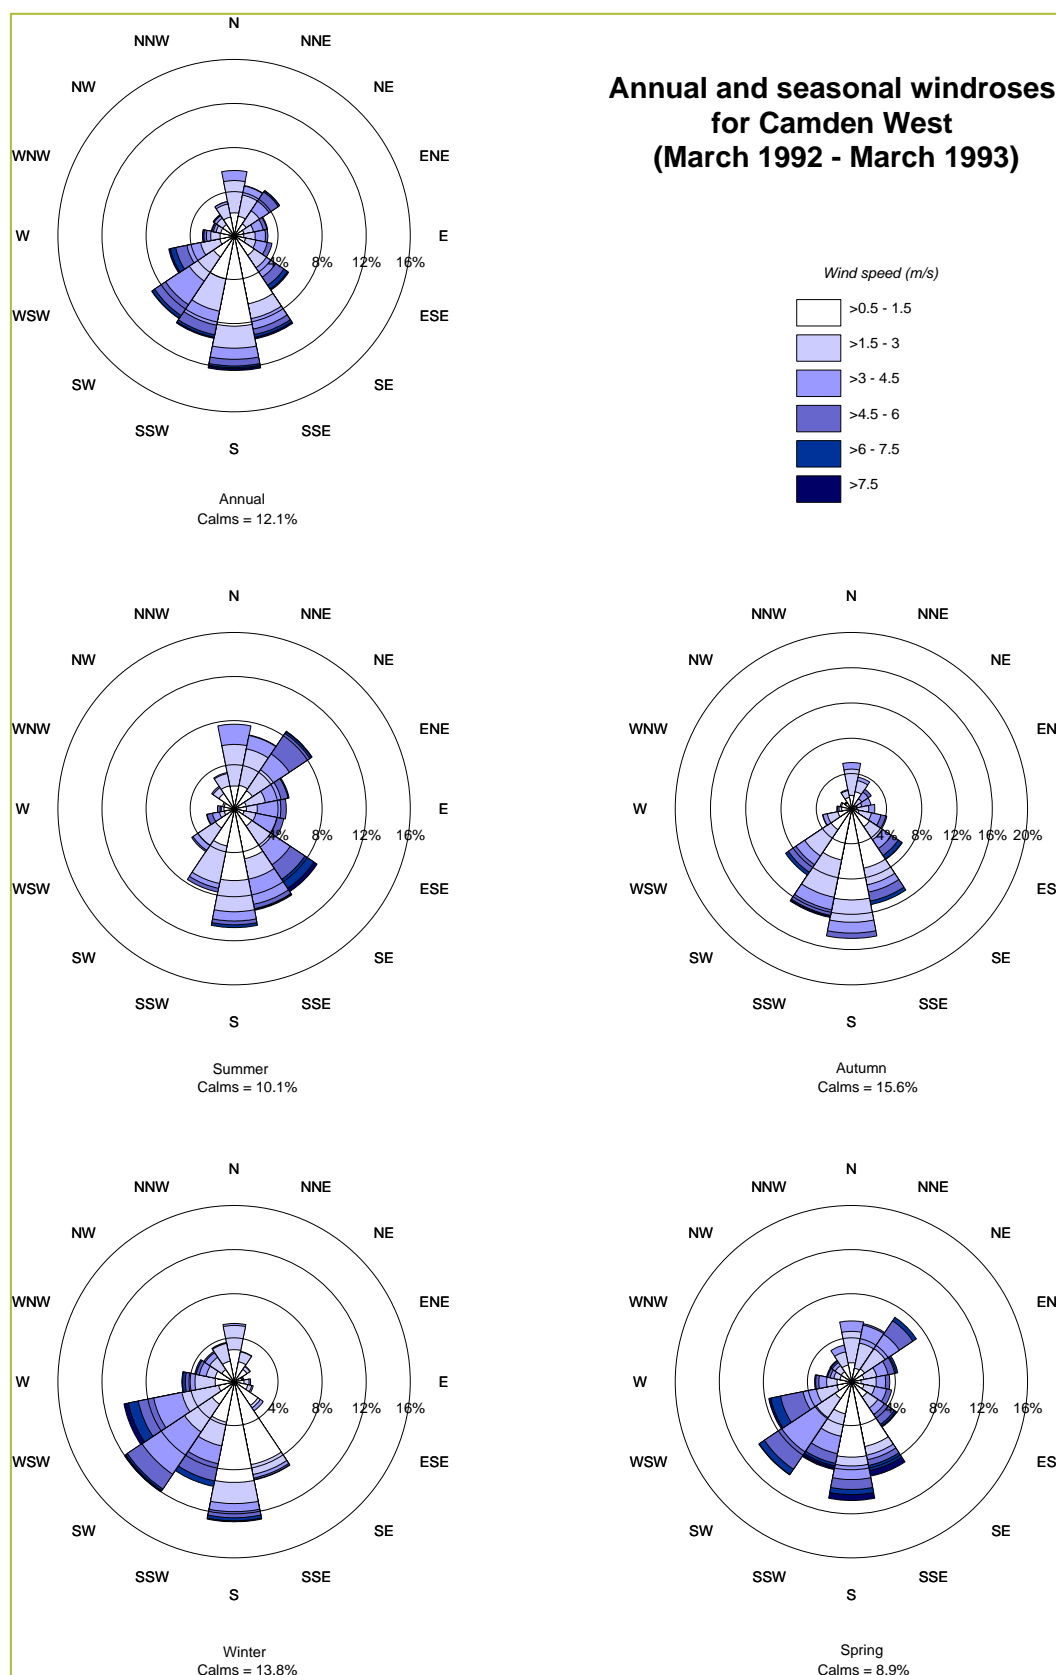 Annual and seasonal windroses
for Camden West
(March 1992 - March 1993)
Wind speed (m/s)
>0.5 - 1.5
>1.5 - 3
>3 - 4.5
>4.5 - 6
>6 - 7.5
>7.5
N
NNW NNE
NW NE
WNW ENE
W E
4% 8% 12% 16%
WSW ESE
SW SE
SSW SSE
S
Annual
Calms = 12.1%
N
NNW NNE
NW NE
WNW ENE
W E
4% 8% 12% 16%
WSW ESE
SW SE
SSW SSE
S
Summer
Calms = 10.1%
N
NNW NNE
NW NE
WNW EN
W
4% 8% 12% 16% 20%
WSW ES
SW SE
SSW SSE
S
Autumn
Calms = 15.6%
N
NNW NNE
NW NE
WNW ENE
W E
4% 8% 12% 16%
WSW ESE
SW SE
SSW SSE
S
Winter
Calms = 13.8%
N
NNW NNE
NW NE
WNW EN
W
4% 8% 12% 16%
WSW ES
SW SE
SSW SSE
S
Spring
Calms = 8.9%